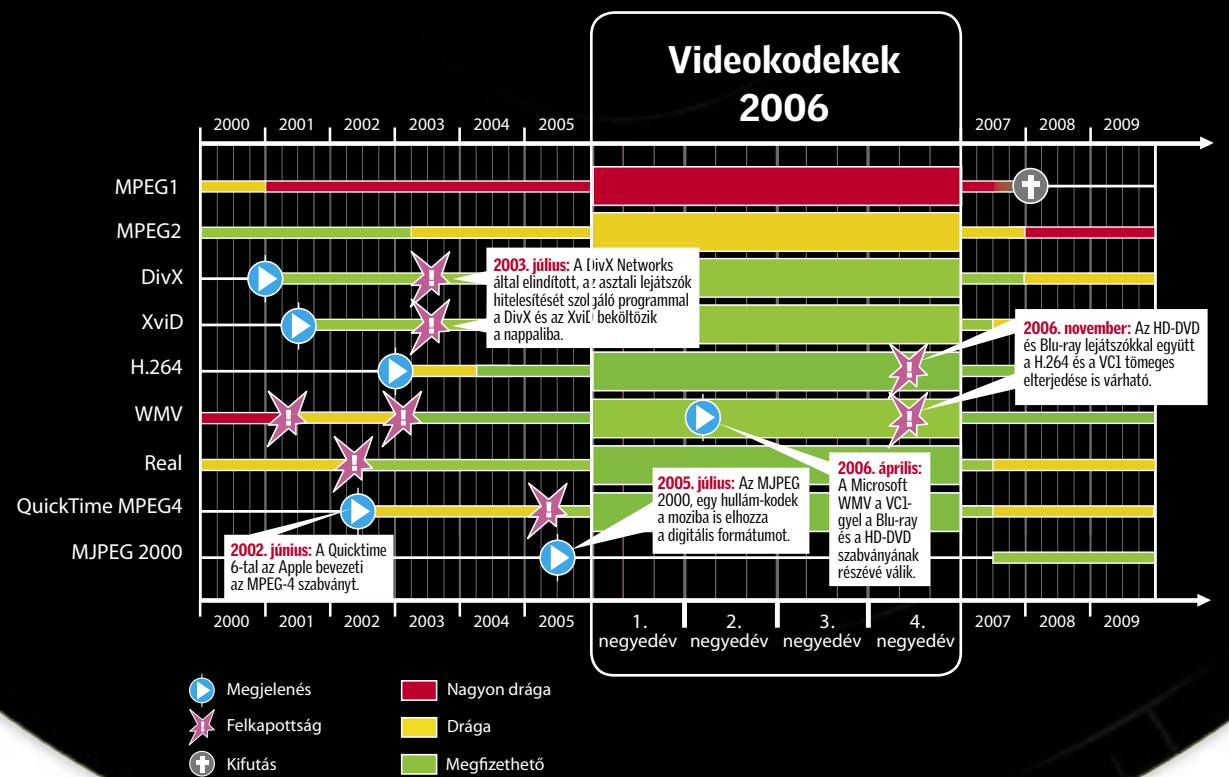 Videokodekek
2006
2000 2001 2002 2003 2004 2005 2007 2008 2009
MPEG1
MPEG2
DivX
XviD
H.264
WMV
Real
QuickTime MPEG4
MJPEG 2000
2003. július: A DivX Networks
által elindított, az asztali lejátszók
hitelesítését szolgáló programmal
a DivX és az XviD beköltözik
a nappaliba.
2006. november: Az HD-DVD
és Blu-ray lejátszókkal együtt
a H.264 és a VC1 tömeges
elterjedése is várható.
2006. április:
A Microsoft
WMV a VC1-
gyel a Blu-ray
és a HD-DVD
szabványának
részévé válik.
2005. július: Az MJPEG
2000, egy hullám-kodek
a moziba is elhozza
a digitális formátumot.
2002. június: A Quicktime
6-tal az Apple bevezeti
az MPEG-4 szabványt.
2000 2001 2002 2003 2004 2005 1. 2. 3. 4. 2007 2008 2009
negyedév negyedév negyedév negyedév
Megjelenés Nagyon drága
Felkapottság Drága
Kifutás Megfizethető